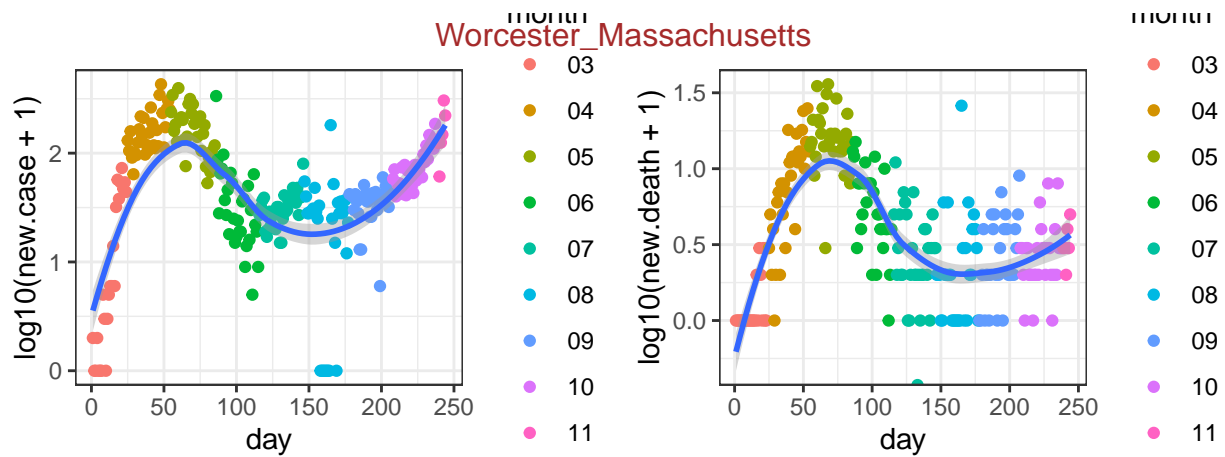 month
month
Worcester_Massachusetts
log10(new.case + 1)
2
1
0
0 50 100 150 200 250
day
03
04
05
06
07
08
09
10
11
log10(new.death + 1)
1.5
1.0
0.5
0.0
0 50 100 150 200 250
day
03
04
05
06
07
08
09
10
11